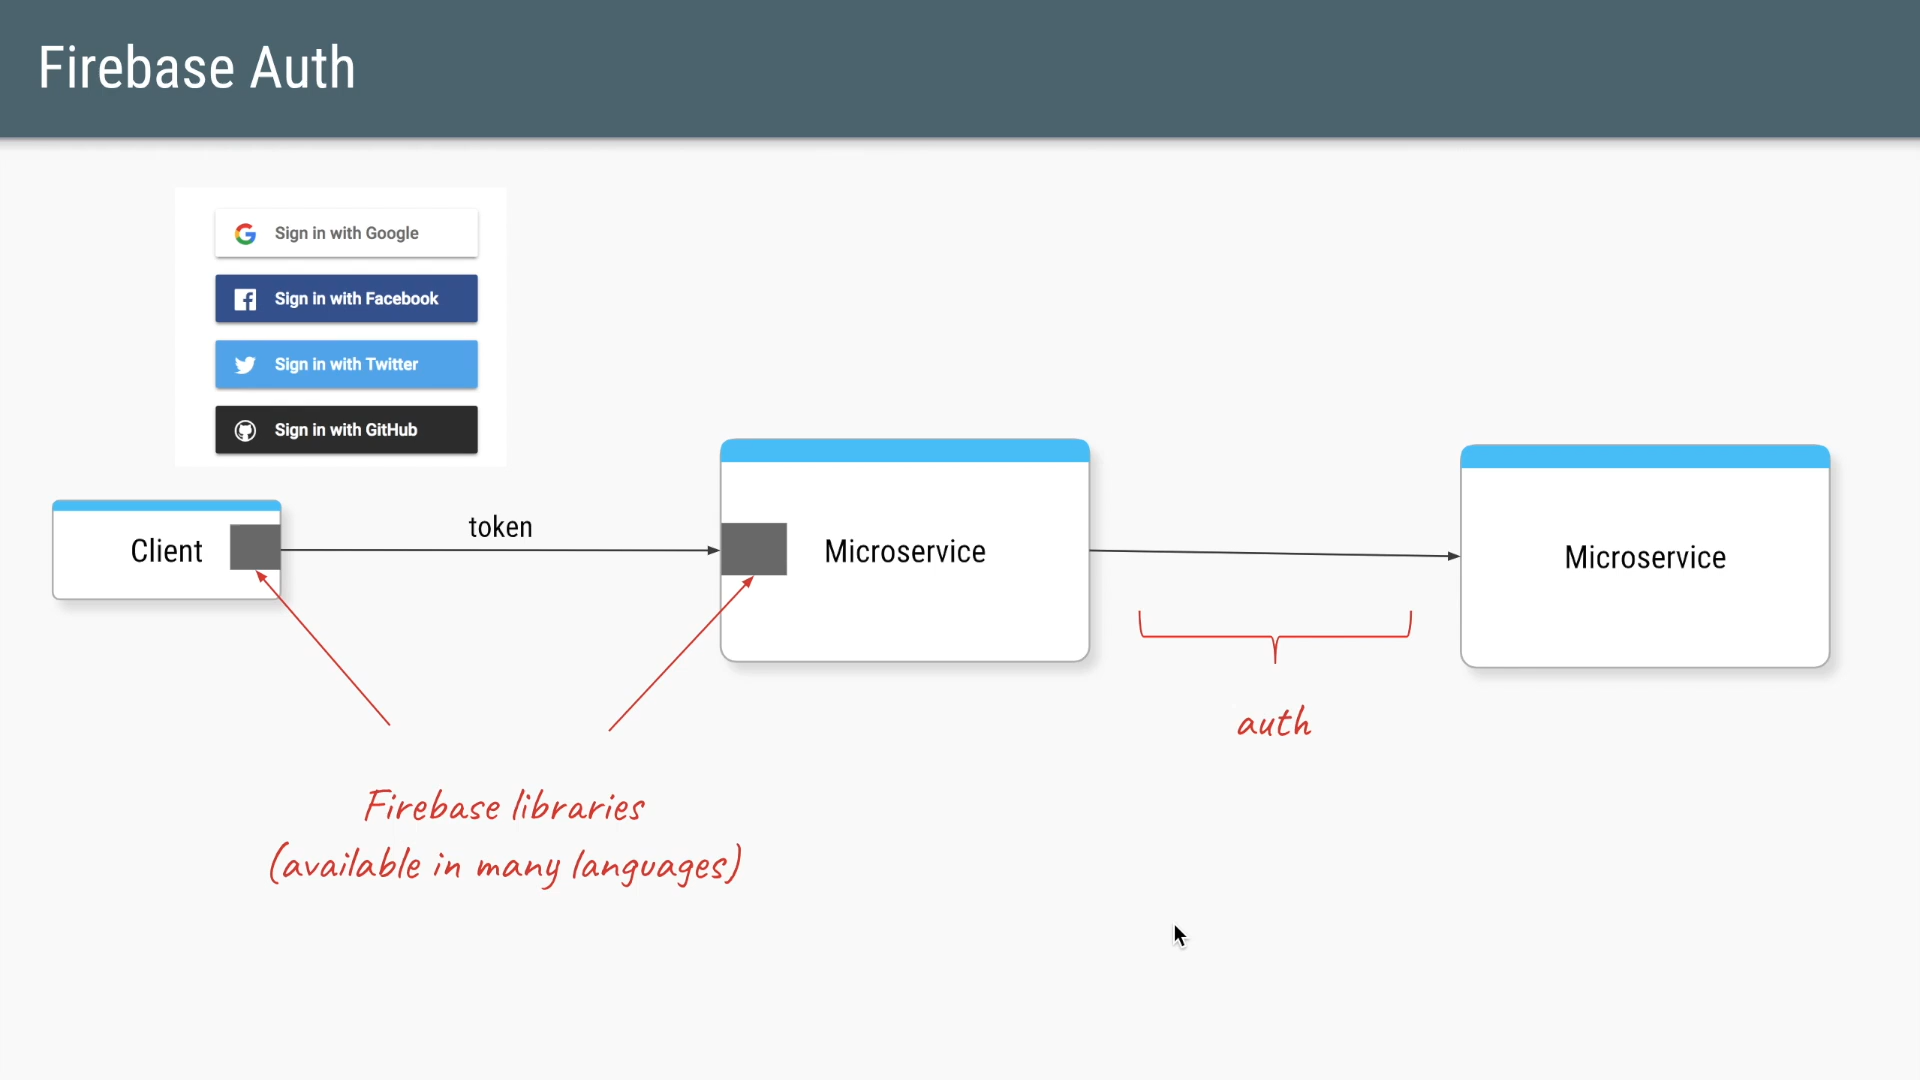 Firebase Auth
Sign in with Google
Sign in with Facebook
Sign in with Twitter
Sign in with GitHub
Client
token
Microservice
Microservice
auth
Firebase libraries
(available in many languages)